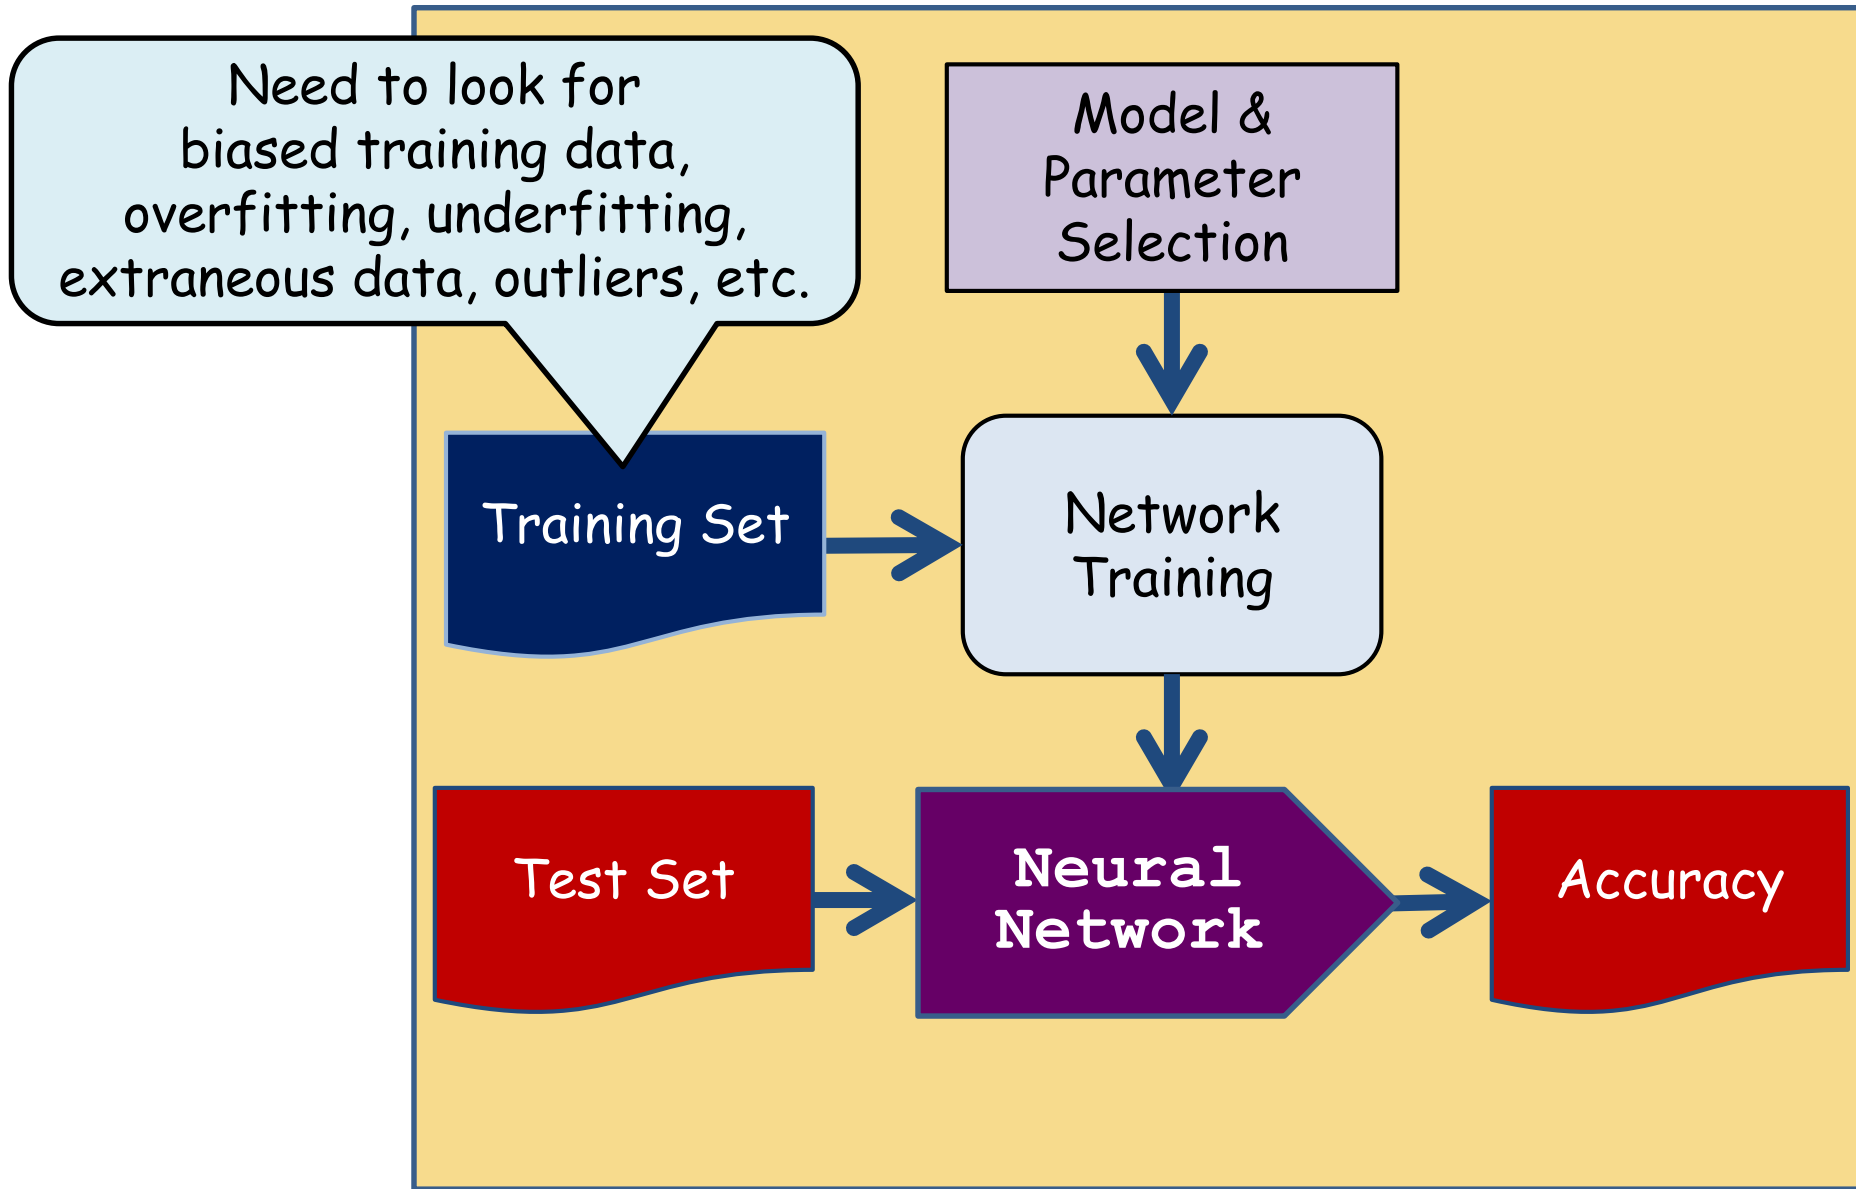 Need to look for
biased training data,
overfitting, underfitting,
extraneous data, outliers, etc.
Model &
Parameter
Selection
Training Set
Network
Training
Test Set
Neural
Network
Accuracy